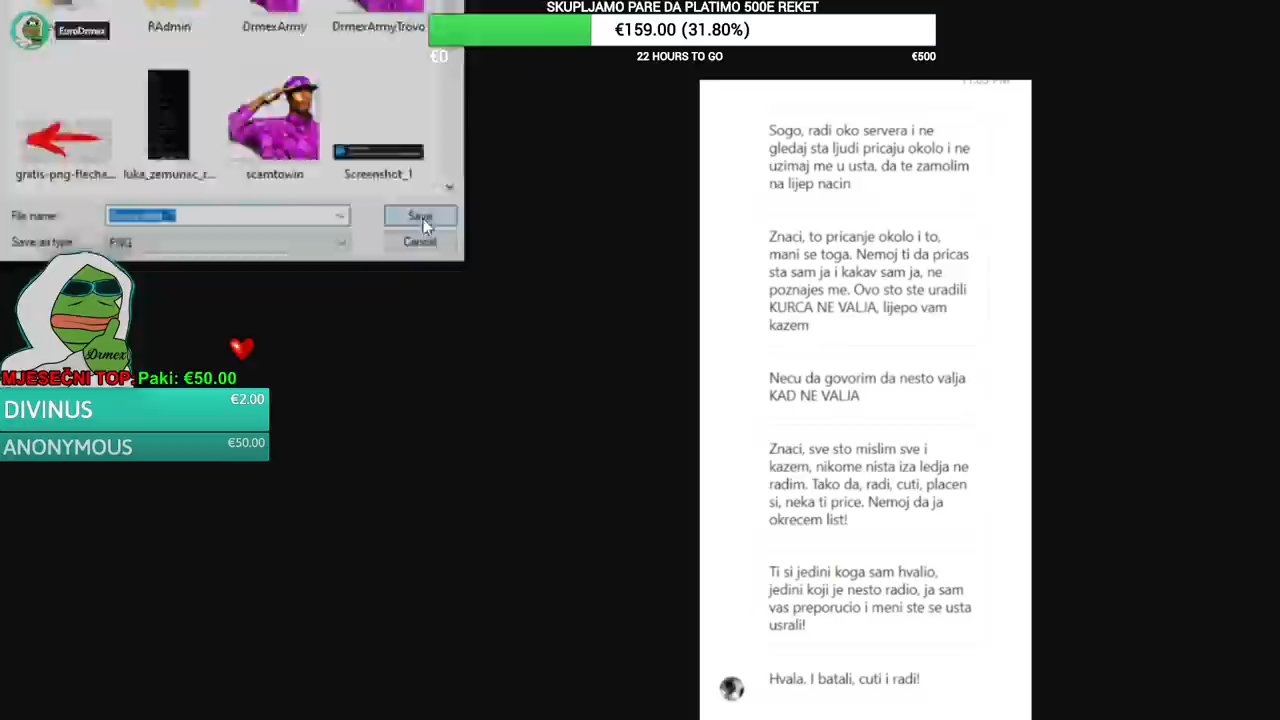 SKUPLJAMO PARE DA PLATIMO 500E REKET
€159.00 (31.80%)
€0
22 HOURS TO GO
€500
EuroDrmex
RAdmin
DrmexArmy
DrmexArmyTrovo
gratis-png-flecha...
luka_zemunac_r...
scamtowin
Screenshot_1
File name:
Save
Save as type
PNG
Cancel
Drmex
MJESEČNI TOP: Paki: €50.00
DIVINUS
€2.00
ANONYMOUS
€50.00
Sogo, radi oko servera i ne
gledaj sta ljudi pricaju okolo i ne
uzimaj me u usta, da te zamolim
na lijep nacin
Znaci, to pricanje okolo i to,
mani se toga. Nemoj ti da pricas
sta sam ja i kakav sam ja, ne
poznajes me. Ovo sto ste uradili
KURCA NE VALJA, lijepo vam
kazem
Necu da govorim da nesto valja
KAD NE VALJA
Znaci, sve sto mislim sve i
kazem, nikome nista iza ledja ne
radim. Tako da, radi, cuti, placen
si, neka ti price. Nemoj da ja
okrecem list!
Ti si jedini koga sam hvalio,
jedini koji je nesto radio, ja sam
vas preporucio i meni ste se usta
usrali!
Hvala. I batali, cuti i radi!